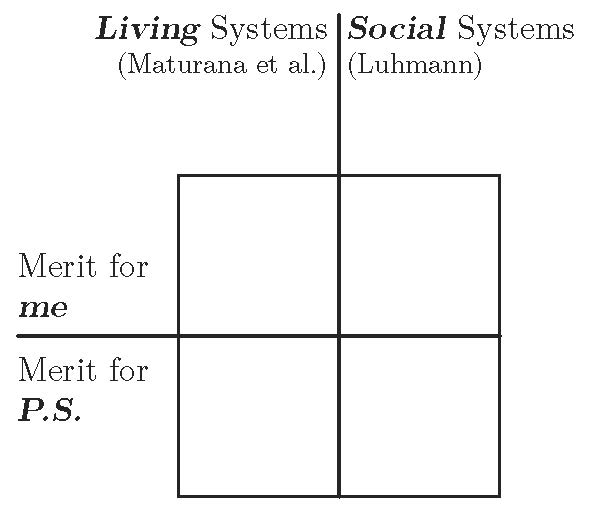 Living Systems
(Maturana et al.)
Social Systems
(Luhmann)
Merit for
me
Merit for
P.S.